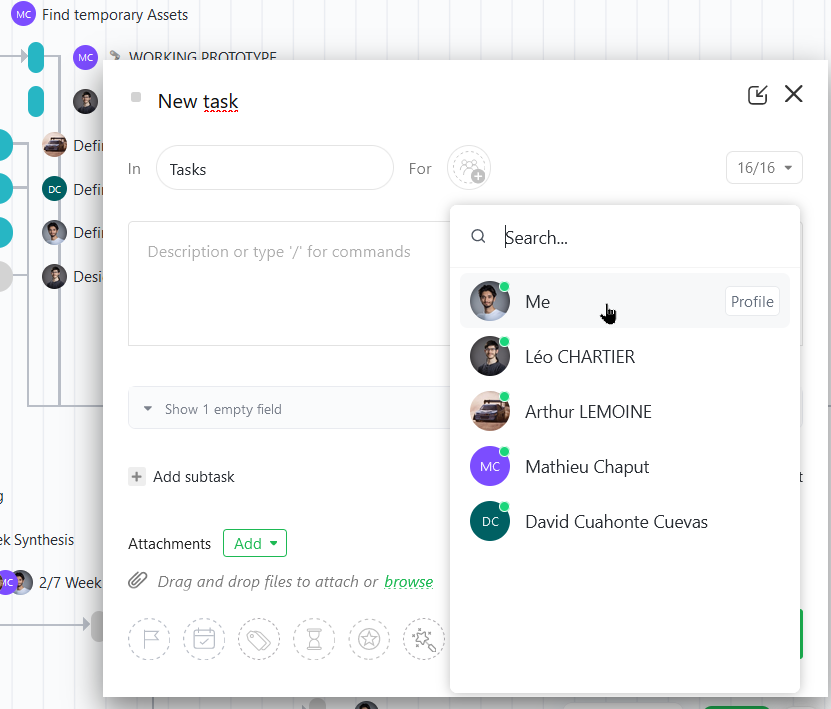 MC Find temporary Assets
MC WORKING PROTOTYPE
New task
Defin
In Tasks For 16/16
DC Defin
Search...
Defin
Description or type '/' for commands
Desi
Me Profile
Léo CHARTIER
Show 1 empty field
Arthur LEMOINE
MC Mathieu Chaput
Add subtask
t
g
DC David Cuahonte Cuevas
ek Synthesis
Attachments Add
MC 2/7 Week
Drag and drop files to attach or browse